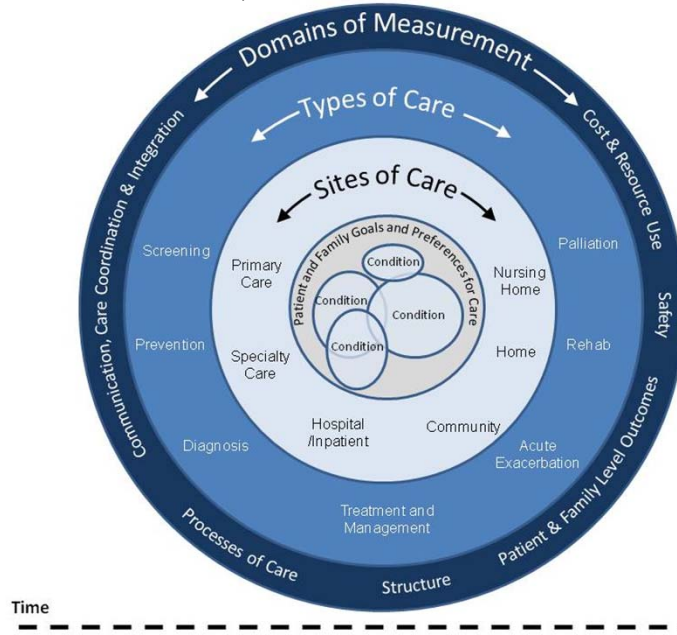 Domains of Measurement
Types of Care
Sites of Care
Patient and Family Goals and Preferences for Care
Condition
Condition
Condition
Condition
Primary
Care
Specialty
Care
Hospital
/Inpatient
Community
Home
Nursing
Home
Screening
Prevention
Diagnosis
Treatment and
Management
Acute
Exacerbation
Rehab
Palliation
Communication, Care Coordination & Integration
Processes of Care
Structure
Patient & Family Level Outcomes
Safety
Cost & Resource Use
Time